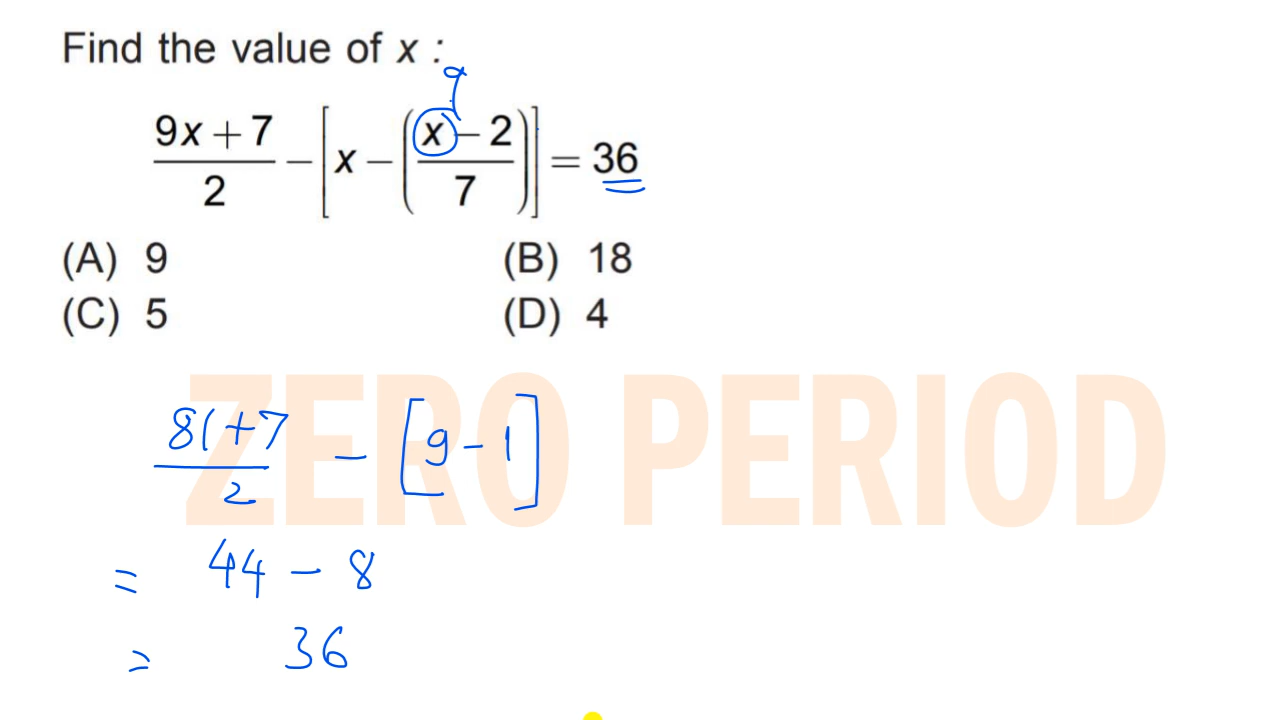 Find the value of x :
9
9x + 7 / 2 − [x − (x − 2 / 7)] = 36
(A) 9 (B) 18
(C) 5 (D) 4
ZERO PERIOD
81 + 7 / 2 − [9 − 1]
= 44 − 8
= 36